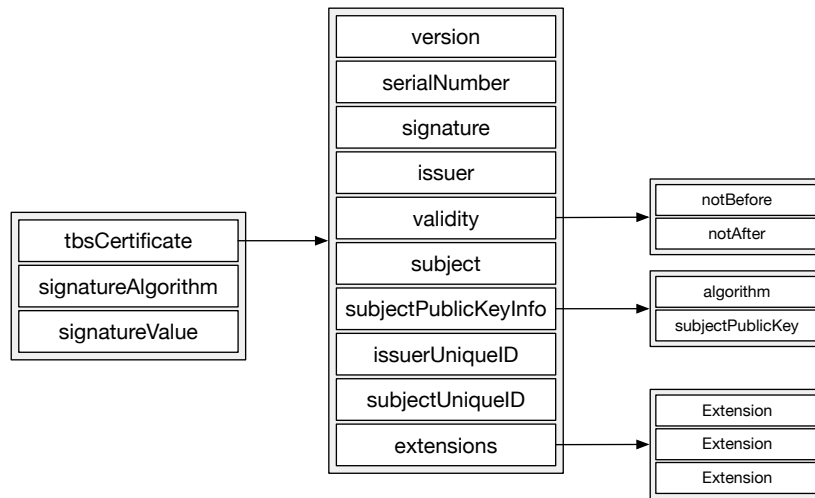 tbsCertificate
signatureAlgorithm
signatureValue
version
serialNumber
signature
issuer
validity
subject
subjectPublicKeyInfo
issuerUniqueID
subjectUniqueID
extensions
notBefore
notAfter
algorithm
subjectPublicKey
Extension
Extension
Extension